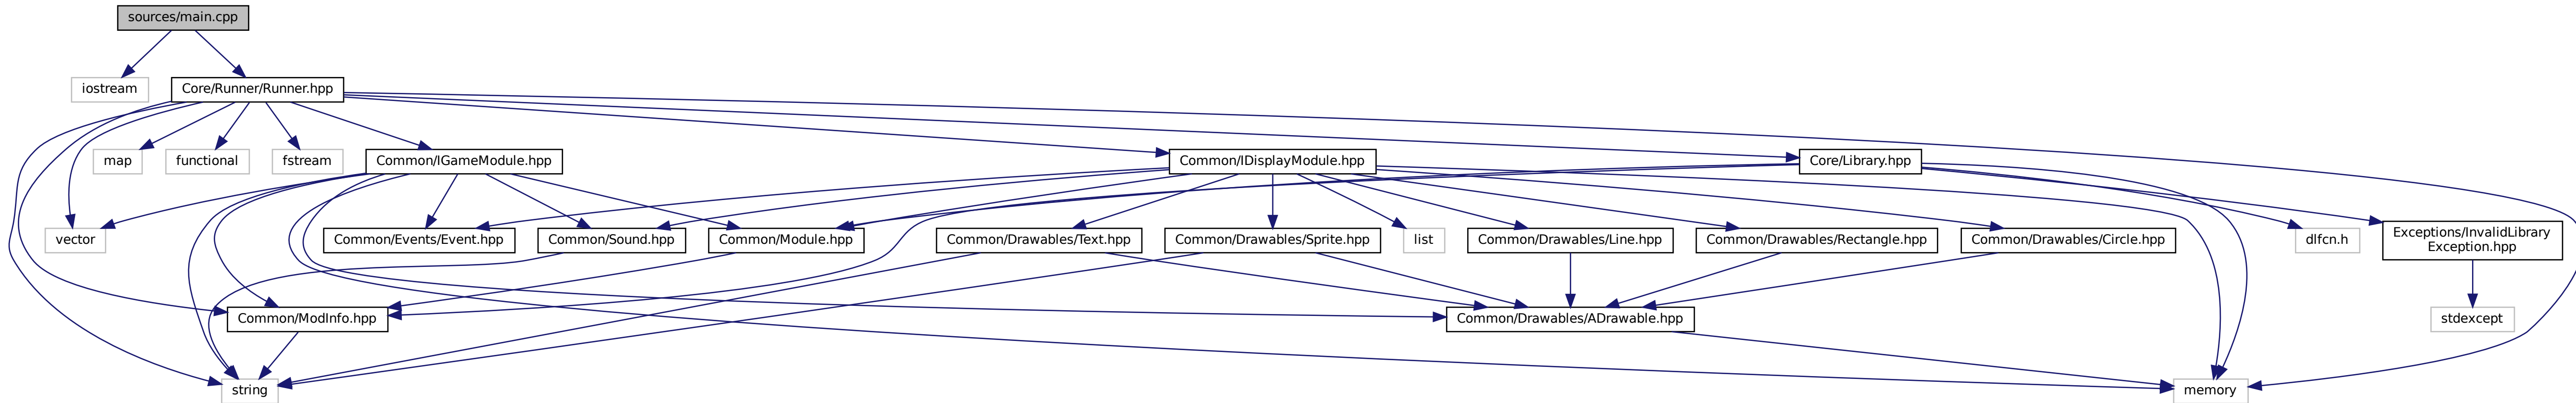 sources/main.cpp
iostream
Core/Runner/Runner.hpp
map
functional
fstream
Common/IGameModule.hpp
Common/IDisplayModule.hpp
Core/Library.hpp
vector
Common/Events/Event.hpp
Common/Sound.hpp
Common/Module.hpp
Common/Drawables/Text.hpp
Common/Drawables/Sprite.hpp
list
Common/Drawables/Line.hpp
Common/Drawables/Rectangle.hpp
Common/Drawables/Circle.hpp
dlfcn.h
Exceptions/InvalidLibrary
Exception.hpp
Common/ModInfo.hpp
Common/Drawables/ADrawable.hpp
stdexcept
string
memory